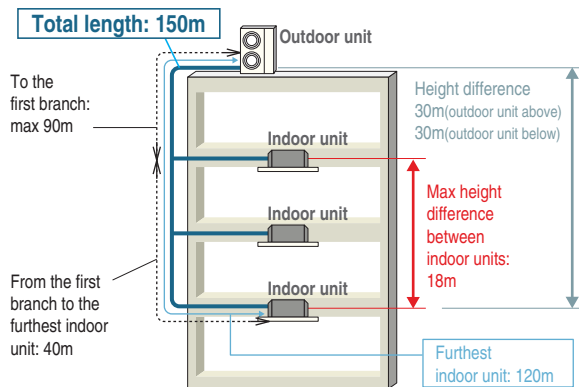 Total length: 150m
Outdoor unit
To the
first branch:
max 90m
Height difference
30m(outdoor unit above)
30m(outdoor unit below)
Indoor unit
Max height
difference
between
indoor units:
18m
Indoor unit
From the first
branch to the
furthest indoor
unit: 40m
Indoor unit
Furthest
indoor unit: 120m